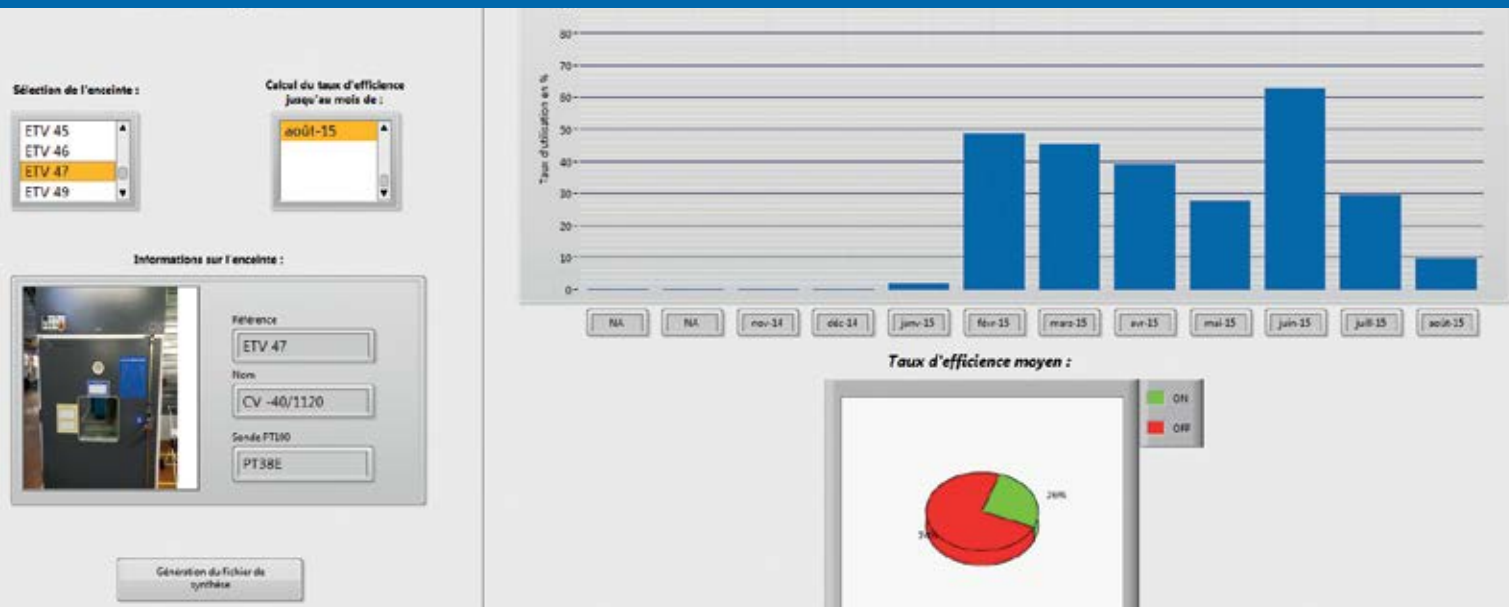 Sélection de l'enceinte :
ETV 45
ETV 46
ETV 47
ETV 49
Calcul du taux d'efficience
jusqu'au mois de :
août-15
Informations sur l'enceinte :
Référence
ETV 47
Nom
CV -40/1120
Sonde PT100
PT38E
Génération du fichier de
synthèse
Taux d'utilisation en %
80
70
60
50
40
30
20
10
0
NA
NA
nov-14
déc-14
janv-15
févr-15
mars-15
avr-15
mai-15
juin-15
juill-15
août-15
Taux d'efficience moyen :
ON
OFF
26%